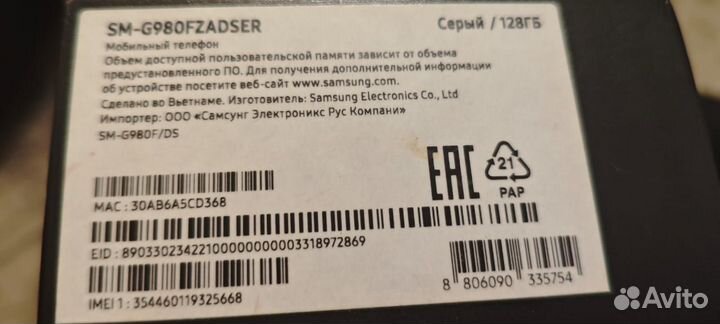 SM-G980FZADSER
Серый / 128ГБ
Мобильный телефон
Объем доступной пользовательской памяти зависит от объема
предустановленного ПО. Для получения дополнительной информации
об устройстве посетите веб-сайт www.samsung.com.
Сделано во Вьетнаме. Изготовитель: Samsung Electronics Co., Ltd
Импортер: ООО «Самсунг Электроникс Рус Компани»
SM-G980F/DS
EAC
21
PAP
MAC : 30AB6A5CD368
EID : 89033023422100000000003318972869
IMEI 1 : 354460119325668
8 806090 335754
Avito